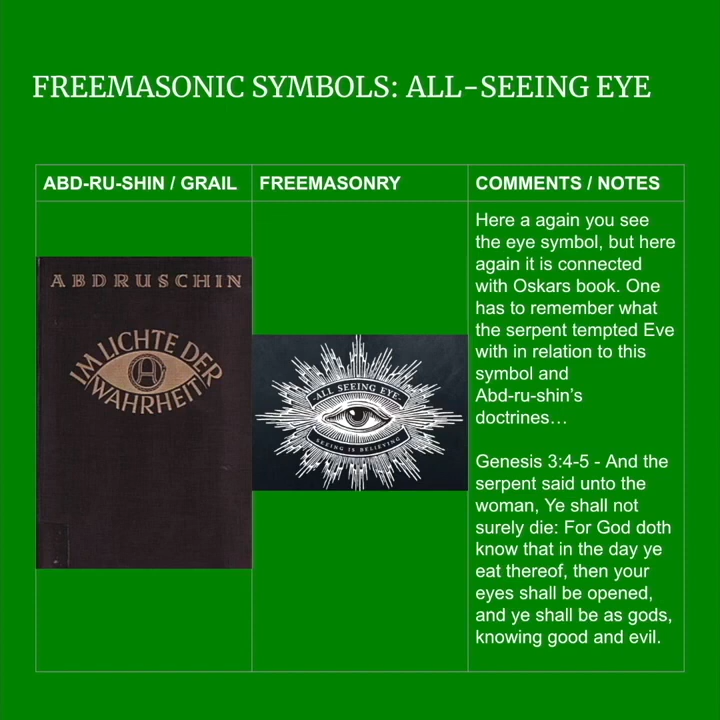 FREEMASONIC SYMBOLS: ALL-SEEING EYE
ABD-RU-SHIN / GRAIL
FREEMASONRY
COMMENTS / NOTES
ABDRUSCHIN
IM LICHTE DER
WAHRHEIT
-ALL SEEING EYE-
SEEING IS BELIEVING
Here a again you see
the eye symbol, but here
again it is connected
with Oskars book. One
has to remember what
the serpent tempted Eve
with in relation to this
symbol and
Abd-ru-shin’s
doctrines…
Genesis 3:4-5 - And the
serpent said unto the
woman, Ye shall not
surely die: For God doth
know that in the day ye
eat thereof, then your
eyes shall be opened,
and ye shall be as gods,
knowing good and evil.